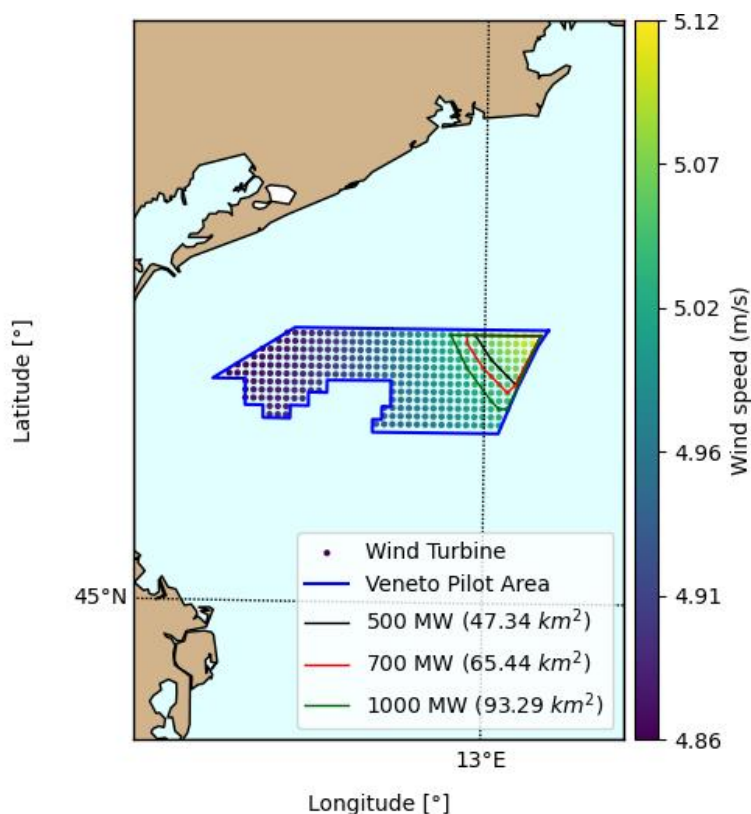 5.12
5.07
5.02
4.96
4.91
4.86
Wind speed (m/s)
Latitude [°]
45°N
13°E
Longitude [°]
Wind Turbine
Veneto Pilot Area
500 MW (47.34 km²)
700 MW (65.44 km²)
1000 MW (93.29 km²)